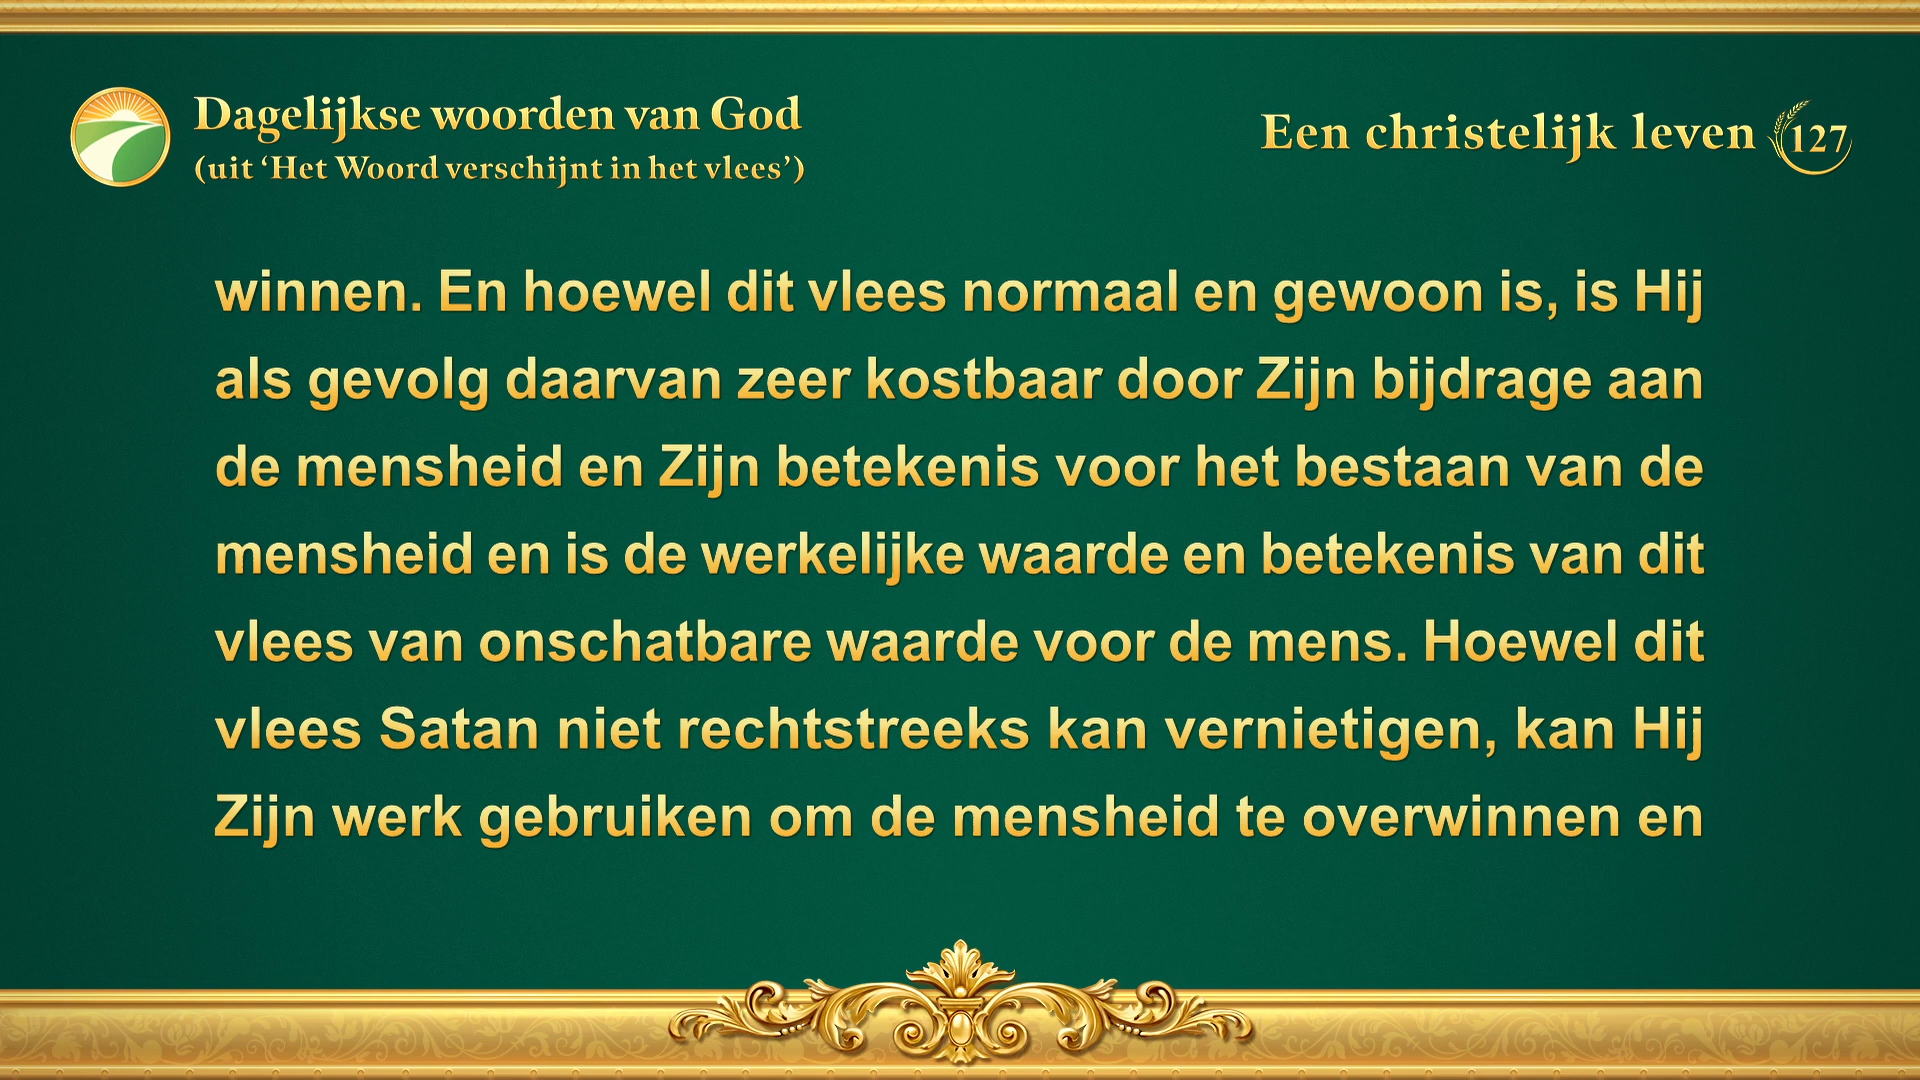 Dagelijkse woorden van God
(uit ‘Het Woord verschijnt in het vlees’)
Een christelijk leven 127
winnen. En hoewel dit vlees normaal en gewoon is, is Hij
als gevolg daarvan zeer kostbaar door Zijn bijdrage aan
de mensheid en Zijn betekenis voor het bestaan van de
mensheid en is de werkelijke waarde en betekenis van dit
vlees van onschatbare waarde voor de mens. Hoewel dit
vlees Satan niet rechtstreeks kan vernietigen, kan Hij
Zijn werk gebruiken om de mensheid te overwinnen en